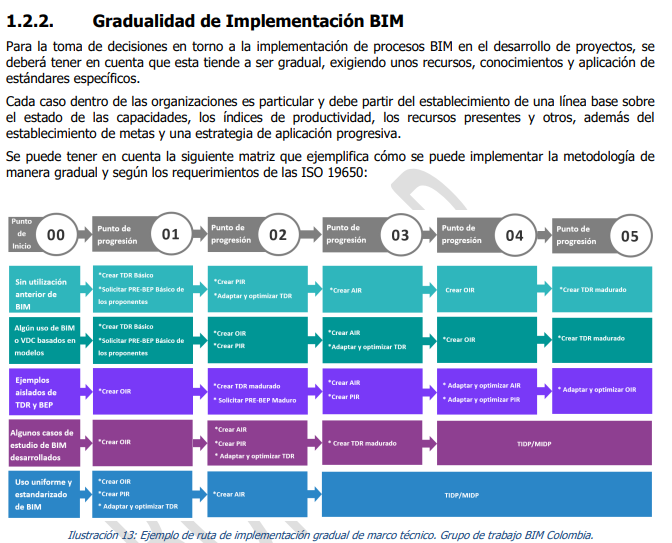 1.2.2. Gradualidad de Implementación BIM
Para la toma de decisiones en torno a la implementación de procesos BIM en el desarrollo de proyectos, se
deberá tener en cuenta que esta tiende a ser gradual, exigiendo unos recursos, conocimientos y aplicación de
estándares específicos.
Cada caso dentro de las organizaciones es particular y debe partir del establecimiento de una línea base sobre
el estado de las capacidades, los índices de productividad, los recursos presentes y otros, además del
establecimiento de metas y una estrategia de aplicación progresiva.
Se puede tener en cuenta la siguiente matriz que ejemplifica cómo se puede implementar la metodología de
manera gradual y según los requerimientos de las ISO 19650:
Punto
de
Inicio
00
Punto de
progresión
01
Punto de
progresión
02
Punto de
progresión
03
Punto de
progresión
04
Punto de
progresión
05
Sin utilización
anterior de
BIM
*Crear TDR Básico
*Solicitar PRE-BEP Básico de
los proponentes
*Crear PIR
*Adaptar y optimizar TDR
*Crear AIR
Crear OIR
*Crear TDR madurado
Algún uso de BIM
o VDC basados en
modelos
*Crear TDR Básico
*Solicitar PRE-BEP Básico de
los proponentes
*Crear OIR
*Crear PIR
*Crear AIR
*Adaptar y optimizar TDR
*Crear OIR
*Crear TDR madurado
Ejemplos
aislados de
TDR y BEP
*Crear OIR
*Crear TDR madurado
* Solicitar PRE-BEP Maduro
*Crear AIR
*Crear PIR
* Adaptar y optimizar AIR
* Adaptar y optimizar PIR
* Adaptar y optimizar OIR
Algunos casos de
estudio de BIM
desarrollados
*Crear OIR
*Crear AIR
*Crear PIR
* Adaptar y optimizar TDR
* Crear TDR madurado
TIDP/MIDP
Uso uniforme y
estandarizado
de BIM
*Crear OIR
*Crear PIR
* Adaptar y optimizar TDR
*Crear AIR
TIDP/MIDP
Ilustración 13: Ejemplo de ruta de implementación gradual de marco técnico. Grupo de trabajo BIM Colombia.